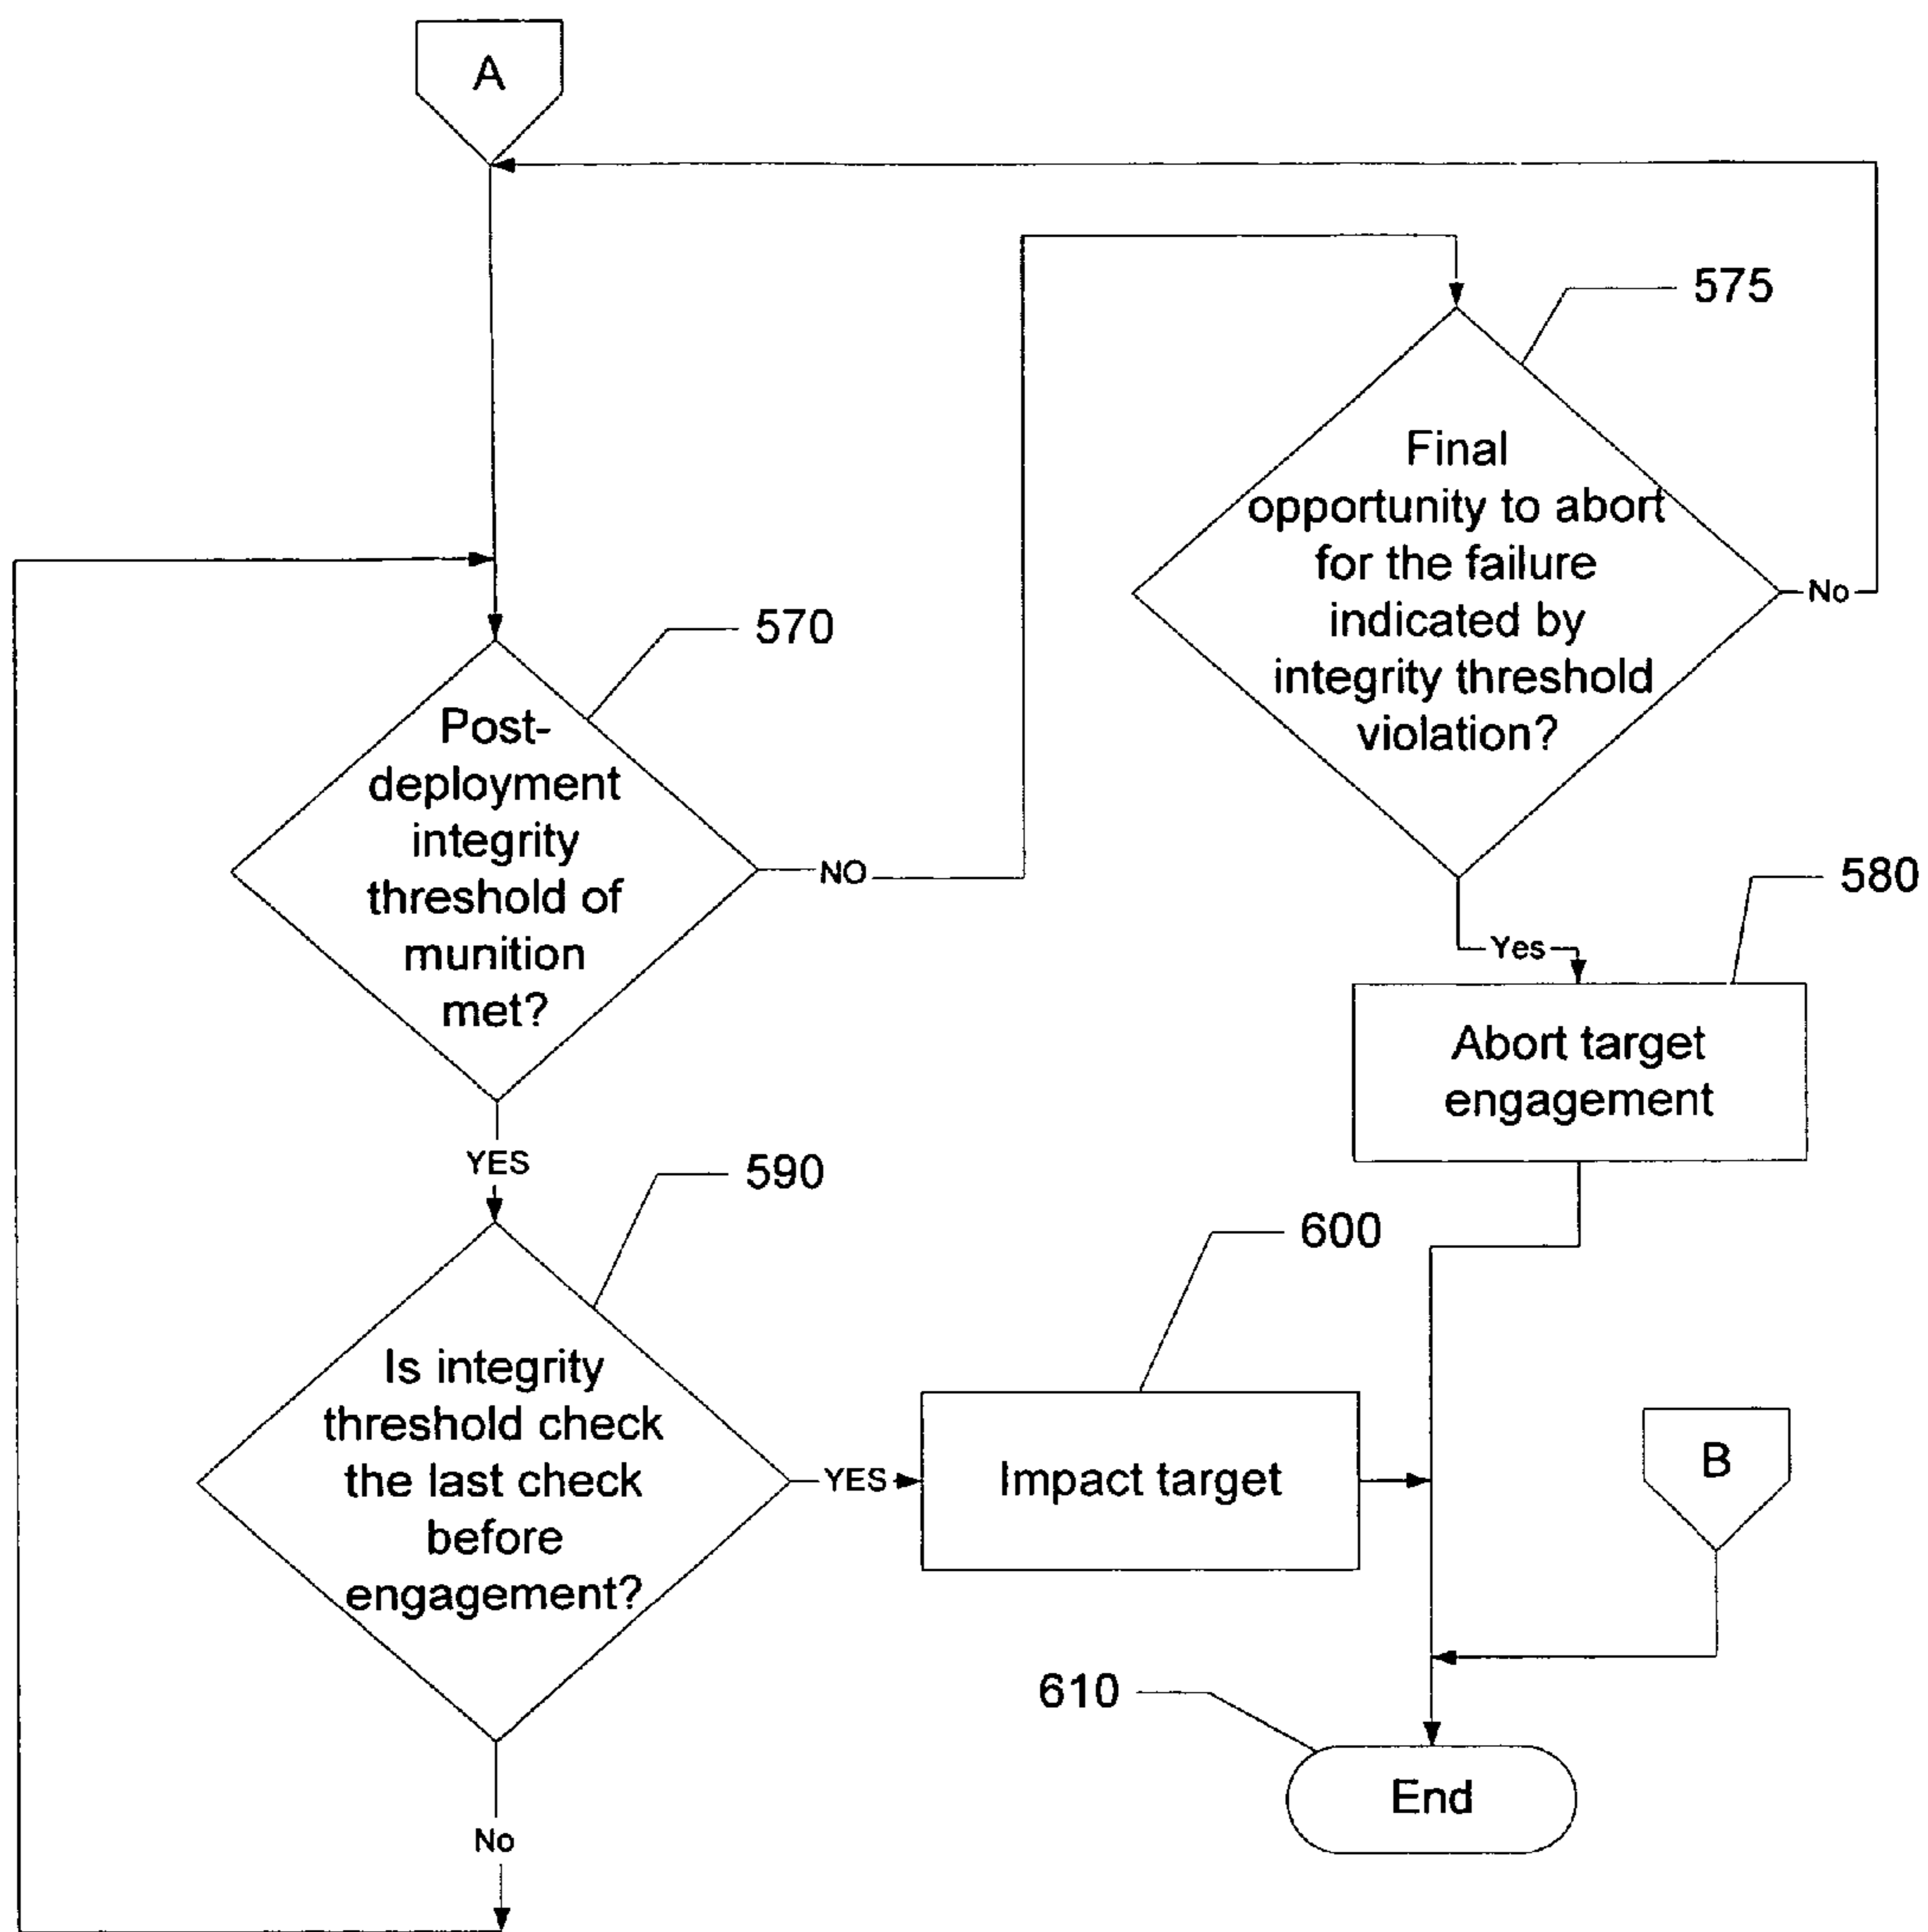 A
575
Final
opportunity to abort
for the failure
indicated by
integrity threshold
violation?
No
570
Post-
deployment
integrity
threshold of
munition
met?
NO
580
Yes
Abort target
engagement
YES
590
600
Is integrity
threshold check
the last check
before
engagement?
YES
Impact target
B
610
End
No